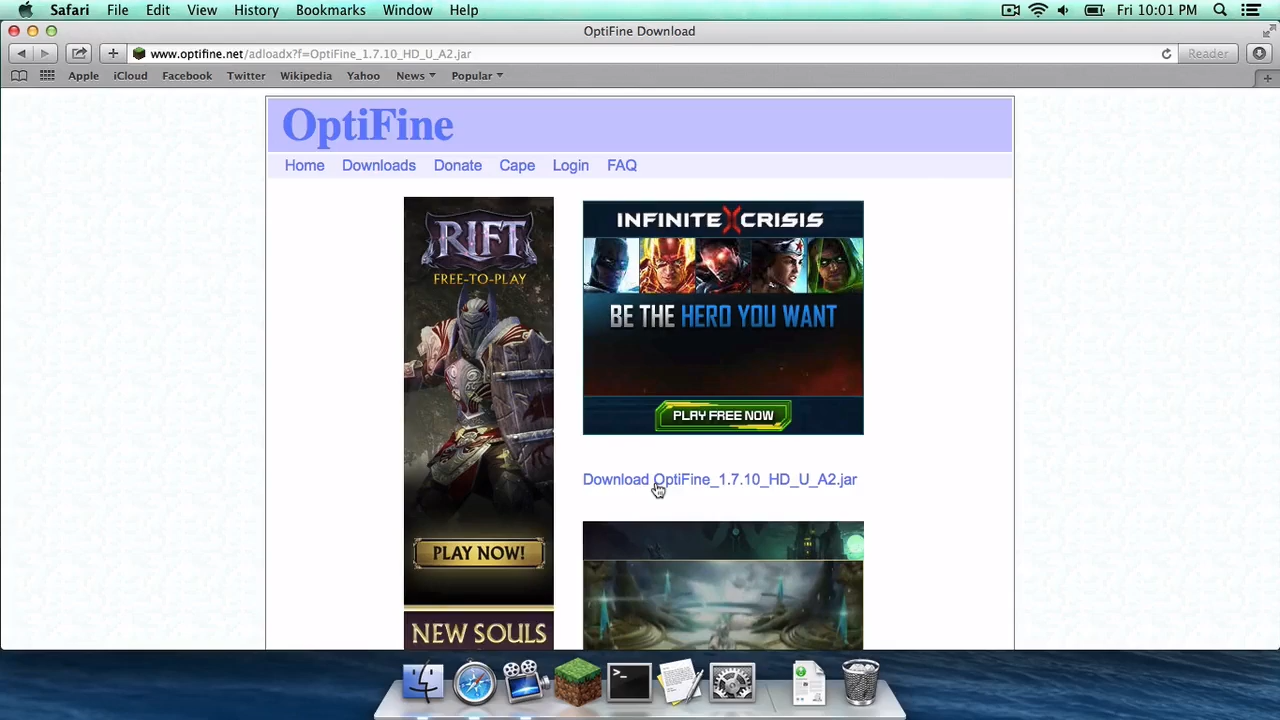 Safari File Edit View History Bookmarks Window Help Fri 10:01 PM
OptiFine Download
www.optifine.net/adloadx?f=OptiFine_1.7.10_HD_U_A2.jar Reader
Apple iCloud Facebook Twitter Wikipedia Yahoo News Popular
OptiFine
Home Downloads Donate Cape Login FAQ
RIFT
FREE-TO-PLAY
PLAY NOW!
NEW SOULS
INFINITE CRISIS
BE THE HERO YOU WANT
PLAY FREE NOW
Download OptiFine_1.7.10_HD_U_A2.jar